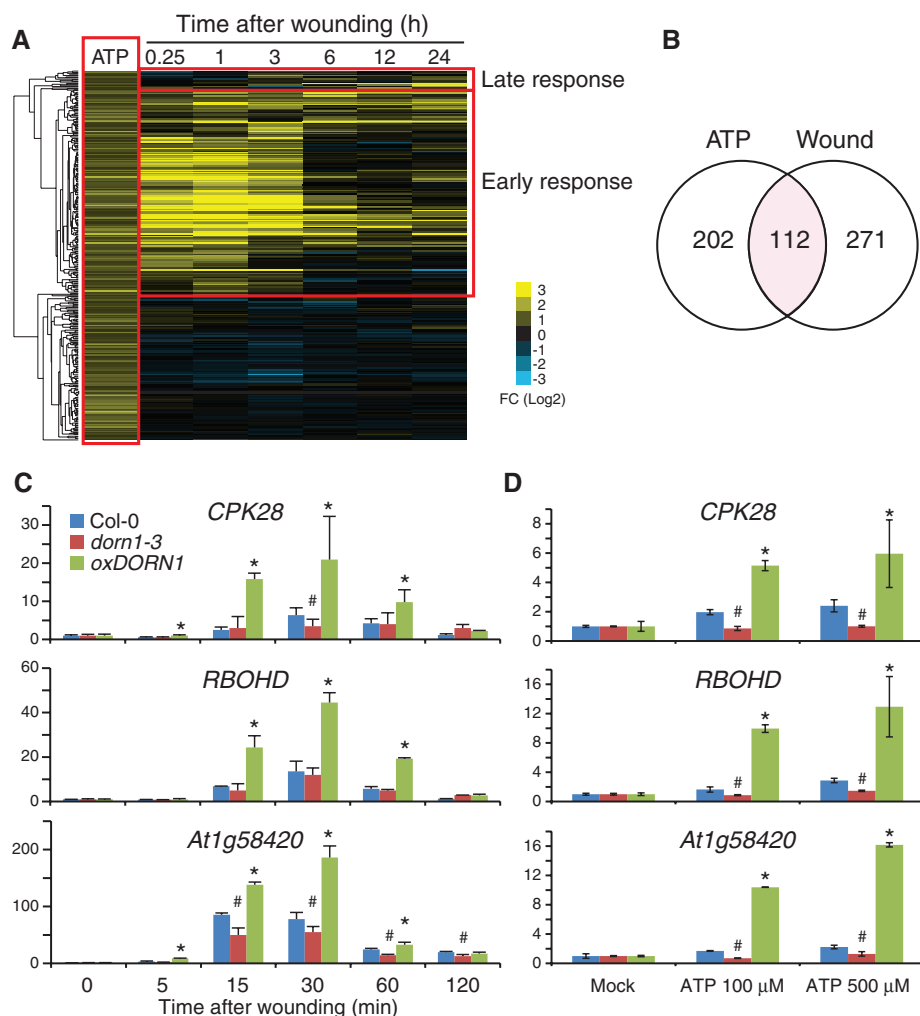 A
Time after wounding (h)
ATP 0.25 1 3 6 12 24
Late response
Early response
3
2
1
0
-1
-2
-3
FC (Log2)
B
ATP Wound
202 112 271
C
CPK28
Col-0
dorn1-3
oxDORN1
30
20
10
0
* * # * *
RBOHD
60
40
20
0
* * *
At1g58420
200
100
0
* # * # * # * #
0 5 15 30 60 120
Time after wounding (min)
D
CPK28
8
6
4
2
0
# * # *
RBOHD
16
12
8
4
0
# * # *
At1g58420
16
12
8
4
0
# * # *
Mock ATP 100 µM ATP 500 µM